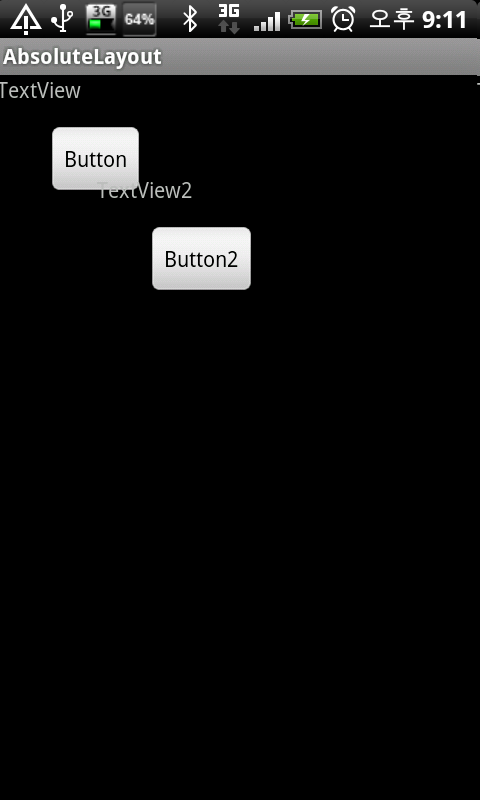 3G 64% 3G 오후 9:11
AbsoluteLayout
TextView
Button
TextView2
Button2